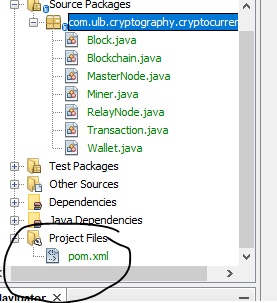 Source Packages
com.ulb.cryptography.cryptocurren
Block.java
Blockchain.java
MasterNode.java
Miner.java
RelayNode.java
Transaction.java
Wallet.java
Test Packages
Other Sources
Dependencies
Java Dependencies
Project Files
pom.xml
Navigator